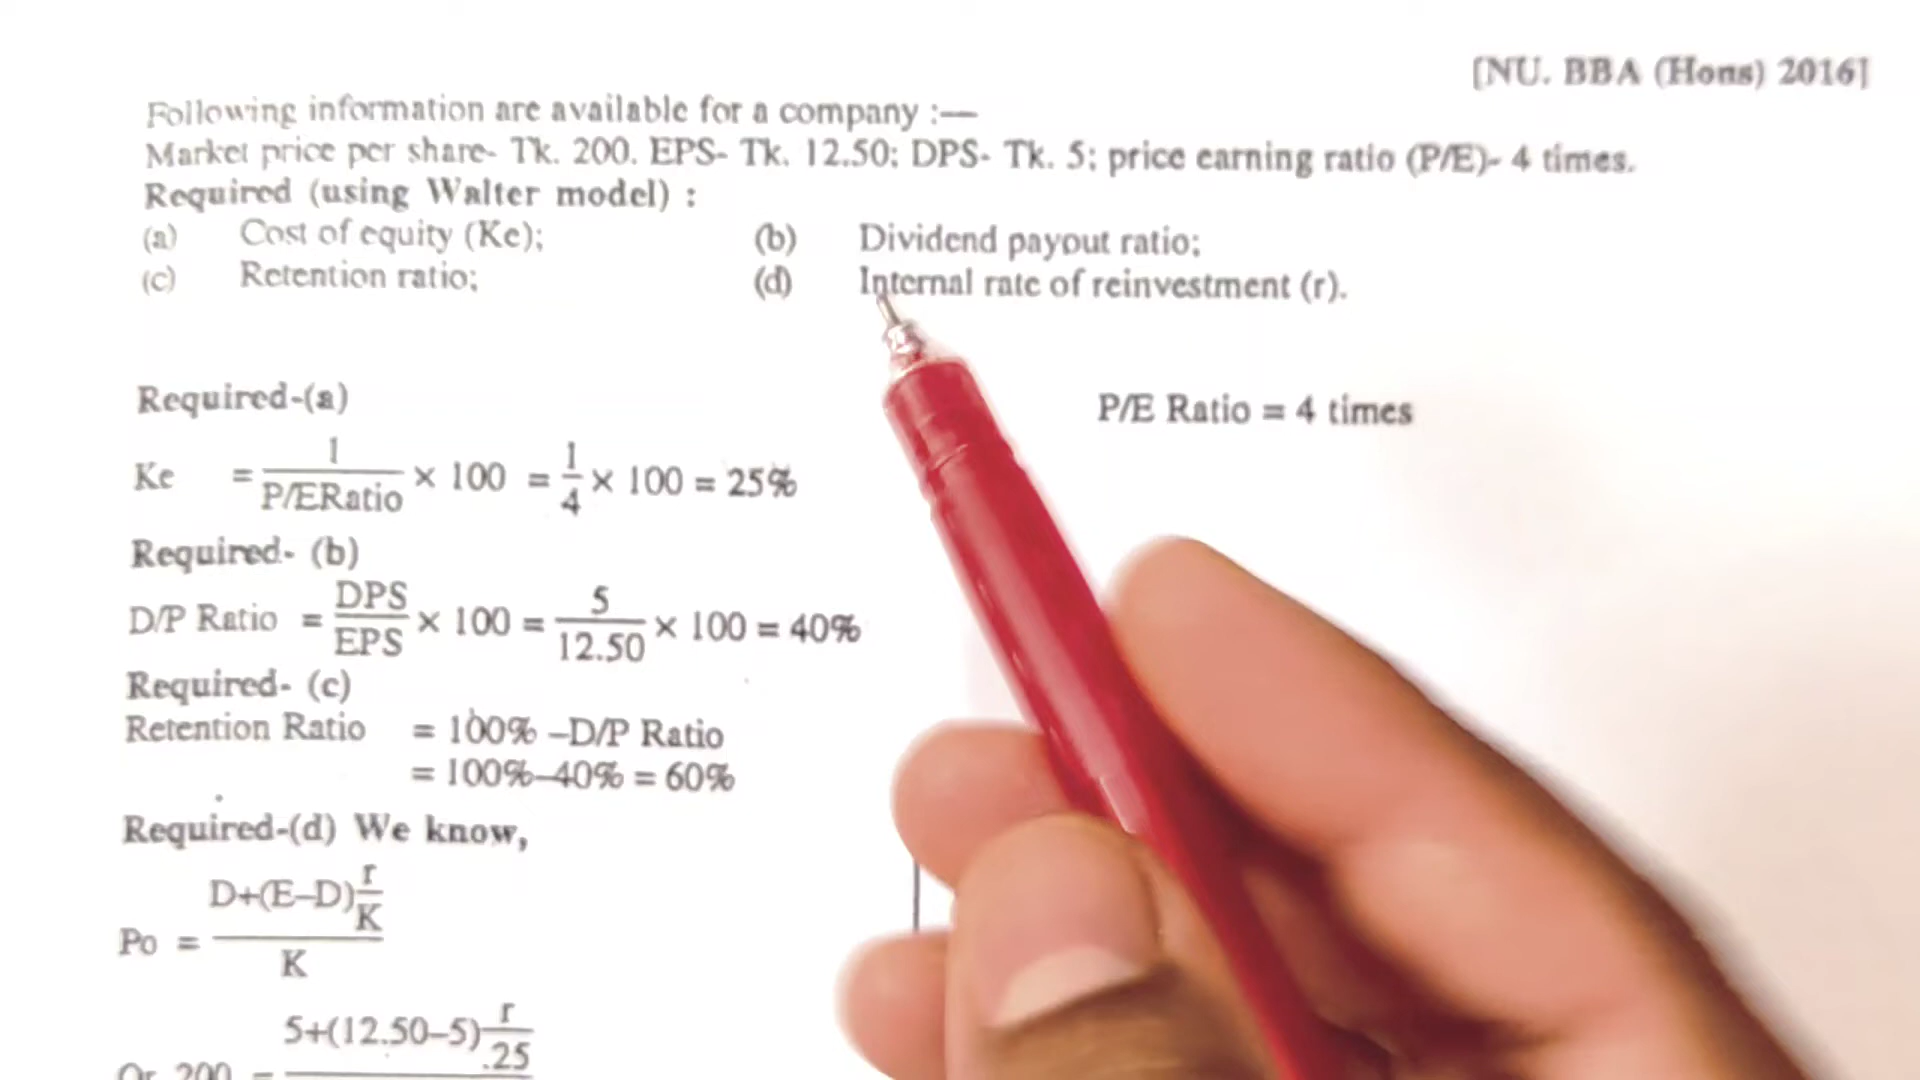 [NU. BBA (Hons) 2016]
Following information are available for a company :—
Market price per share- Tk. 200. EPS- Tk. 12.50; DPS- Tk. 5; price earning ratio (P/E)- 4 times.
Required (using Walter model) :
(a) Cost of equity (Ke); (b) Dividend payout ratio;
(c) Retention ratio; (d) Internal rate of reinvestment (r).
Required-(a) P/E Ratio = 4 times
Ke = 1/P/ERatio × 100 = 1/4 × 100 = 25%
Required- (b)
D/P Ratio = DPS/EPS × 100 = 5/12.50 × 100 = 40%
Required- (c)
Retention Ratio = 100% –D/P Ratio
= 100%–40% = 60%
Required-(d) We know,
Po = D+(E–D)r/K / K
Or 200 = 5+(12.50–5)r/.25